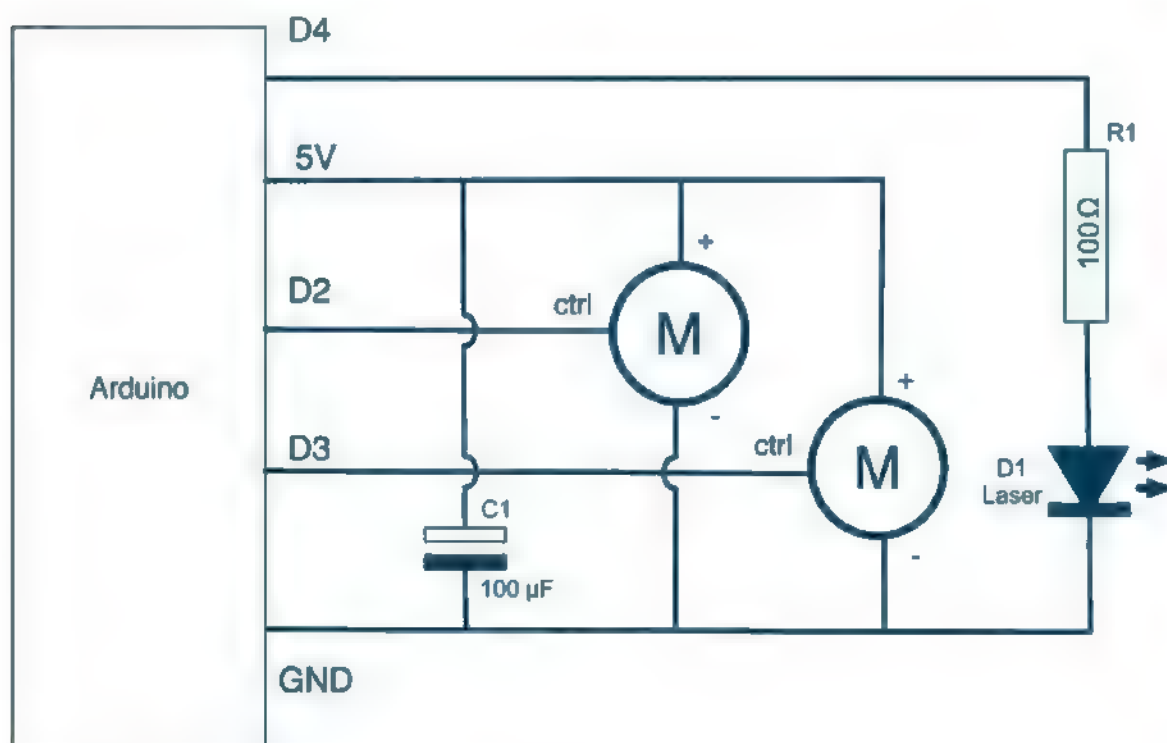 D4
R1
5V
100Ω
+
D2
ctrl
M
Arduino
+
-
D3
ctrl
M
D1
Laser
C1
-
100 µF
GND